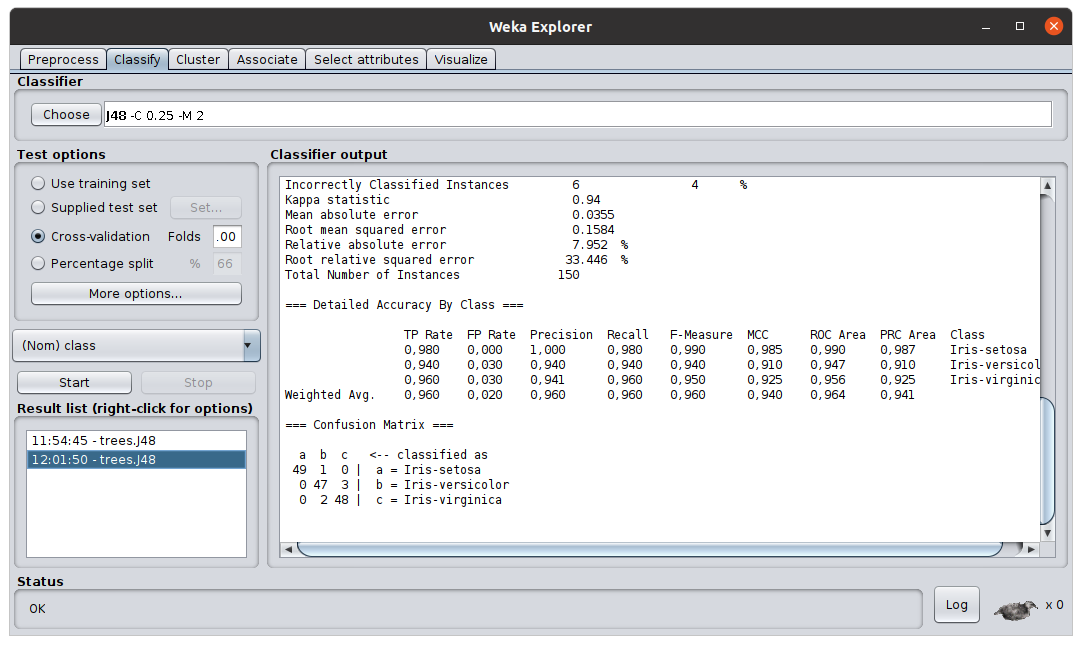 Weka Explorer
Preprocess Classify Cluster Associate Select attributes Visualize
Classifier
Choose J48 -C 0.25 -M 2
Test options
Use training set
Supplied test set Set...
Cross-validation Folds .00
Percentage split % 66
More options...
(Nom) class
Start Stop
Result list (right-click for options)
11:54:45 - trees.J48
12:01:50 - trees.J48
Classifier output
Incorrectly Classified Instances 6 4 %
Kappa statistic 0.94
Mean absolute error 0.0355
Root mean squared error 0.1584
Relative absolute error 7.952 %
Root relative squared error 33.446 %
Total Number of Instances 150
=== Detailed Accuracy By Class ===
TP Rate FP Rate Precision Recall F-Measure MCC ROC Area PRC Area Class
0,980 0,000 1,000 0,980 0,990 0,985 0,990 0,987 Iris-setosa
0,940 0,030 0,940 0,940 0,940 0,910 0,947 0,910 Iris-versicol
0,960 0,030 0,941 0,960 0,950 0,925 0,956 0,925 Iris-virginic
Weighted Avg. 0,960 0,020 0,960 0,960 0,960 0,940 0,964 0,941
=== Confusion Matrix ===
a b c <-- classified as
49 1 0 | a = Iris-setosa
0 47 3 | b = Iris-versicolor
0 2 48 | c = Iris-virginica
Status
OK
Log x 0